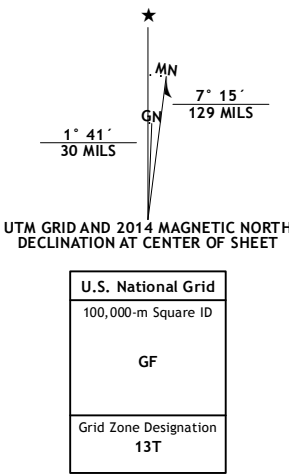 ★
MN
GN
7° 15´
129 MILS
1° 41´
30 MILS
UTM GRID AND 2014 MAGNETIC NORTH
DECLINATION AT CENTER OF SHEET
U.S. National Grid
100,000-m Square ID
GF
Grid Zone Designation
13T